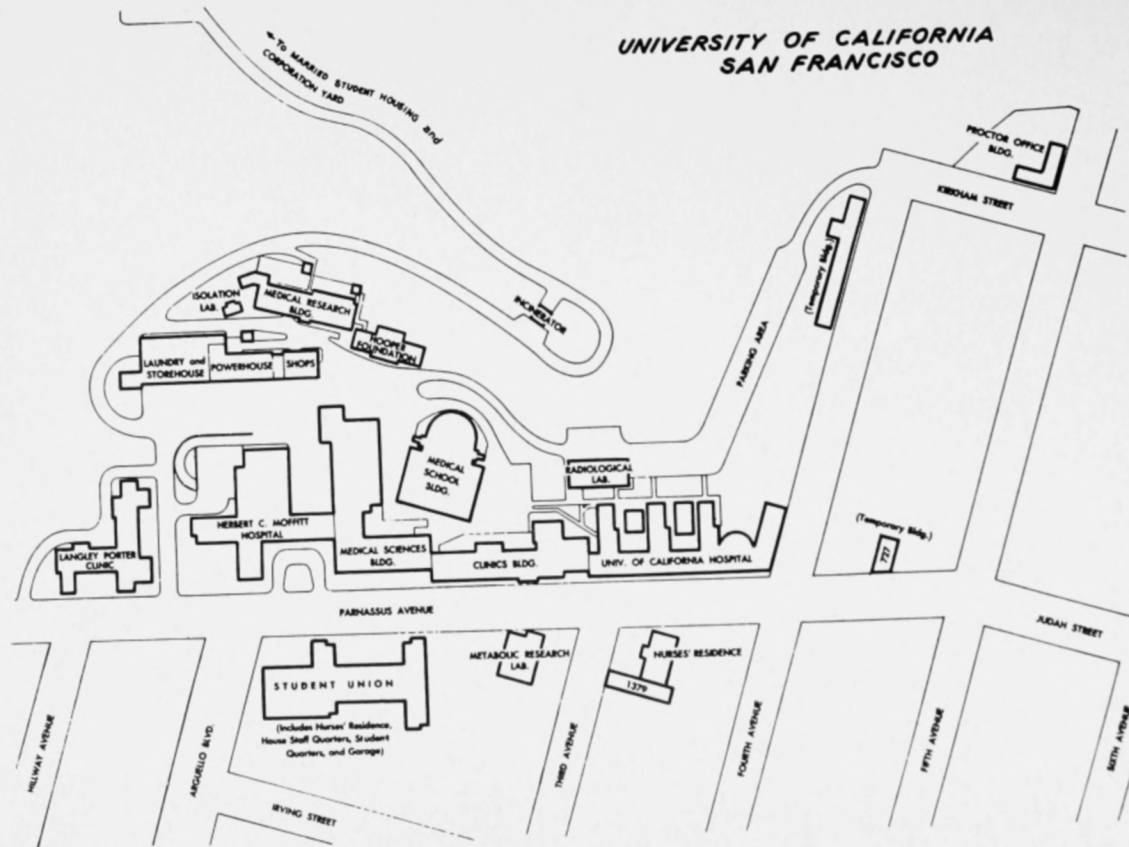 UNIVERSITY OF CALIFORNIA
SAN FRANCISCO
To MARRIED STUDENT HOUSING and
CORPORATION YARD
PROCTOR OFFICE
BLDG.
KIRKHAM STREET
(Temporary Bldg.)
INCINERATOR
PARKING AREA
ISOLATION
LAB.
MEDICAL RESEARCH
BLDG.
HOOPER
FOUNDATION
LAUNDRY and
STOREHOUSE
POWERHOUSE
SHOPS
MEDICAL
SCHOOL
BLDG.
RADIOLOGICAL
LAB.
HERBERT C. MOFFITT
HOSPITAL
LANGLEY PORTER
CLINIC
MEDICAL SCIENCES
BLDG.
CLINICS BLDG.
UNIV. OF CALIFORNIA HOSPITAL
(Temporary Bldg.)
727
PARNASSUS AVENUE
JUDAH STREET
METABOLIC RESEARCH
LAB.
NURSES' RESIDENCE
1379
STUDENT UNION
(Includes Nurses' Residence,
House Staff Quarters, Student
Quarters, and Garage)
HILLWAY AVENUE
ARGUELLO BLVD.
IRVING STREET
THIRD AVENUE
FOURTH AVENUE
FIFTH AVENUE
SIXTH AVENUE